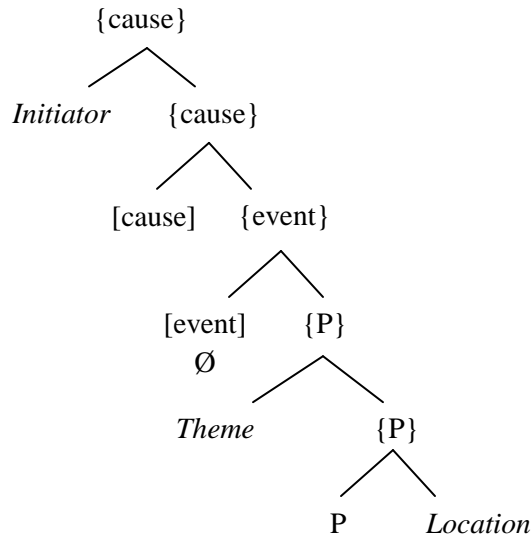 {cause}
Initiator {cause}
[cause] {event}
[event] {P}
Ø
Theme {P}
P Location